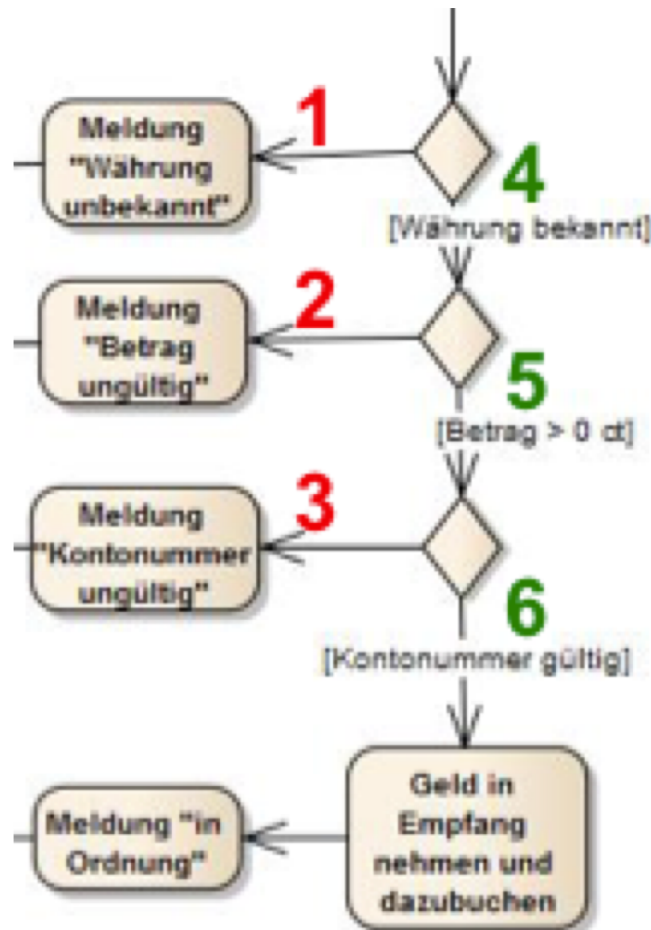 1
Meldung
"Währung
unbekannt"
4
[Währung bekannt]
2
Meldung
"Betrag
ungültig"
5
[Betrag > 0 ct]
3
Meldung
"Kontonummer
ungültig"
6
[Kontonummer gültig]
Meldung "in
Ordnung"
Geld in
Empfang
nehmen und
dazubuchen